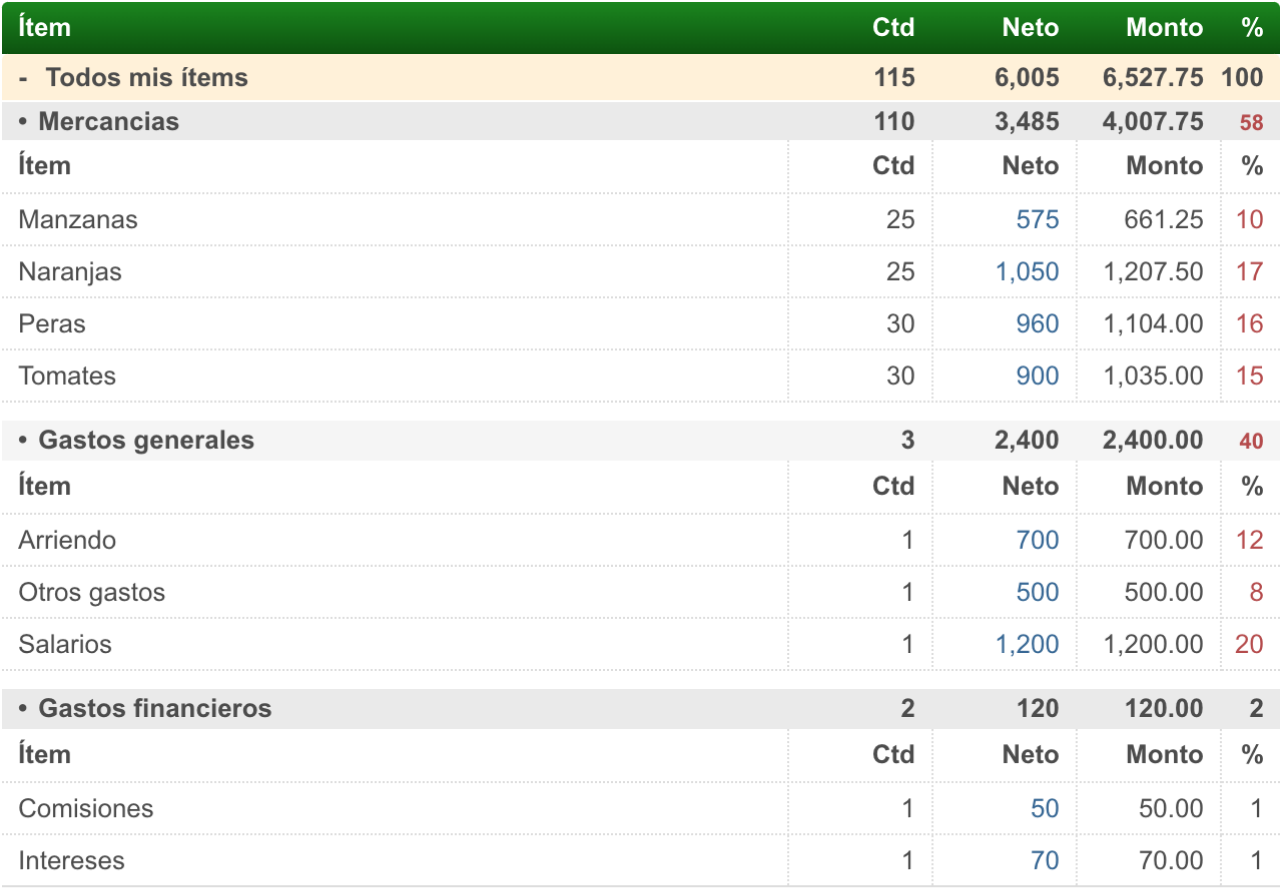 Ítem Ctd Neto Monto %
- Todos mis ítems 115 6,005 6,527.75 100
• Mercancias 110 3,485 4,007.75 58
Ítem Ctd Neto Monto %
Manzanas 25 575 661.25 10
Naranjas 25 1,050 1,207.50 17
Peras 30 960 1,104.00 16
Tomates 30 900 1,035.00 15
• Gastos generales 3 2,400 2,400.00 40
Ítem Ctd Neto Monto %
Arriendo 1 700 700.00 12
Otros gastos 1 500 500.00 8
Salarios 1 1,200 1,200.00 20
• Gastos financieros 2 120 120.00 2
Ítem Ctd Neto Monto %
Comisiones 1 50 50.00 1
Intereses 1 70 70.00 1